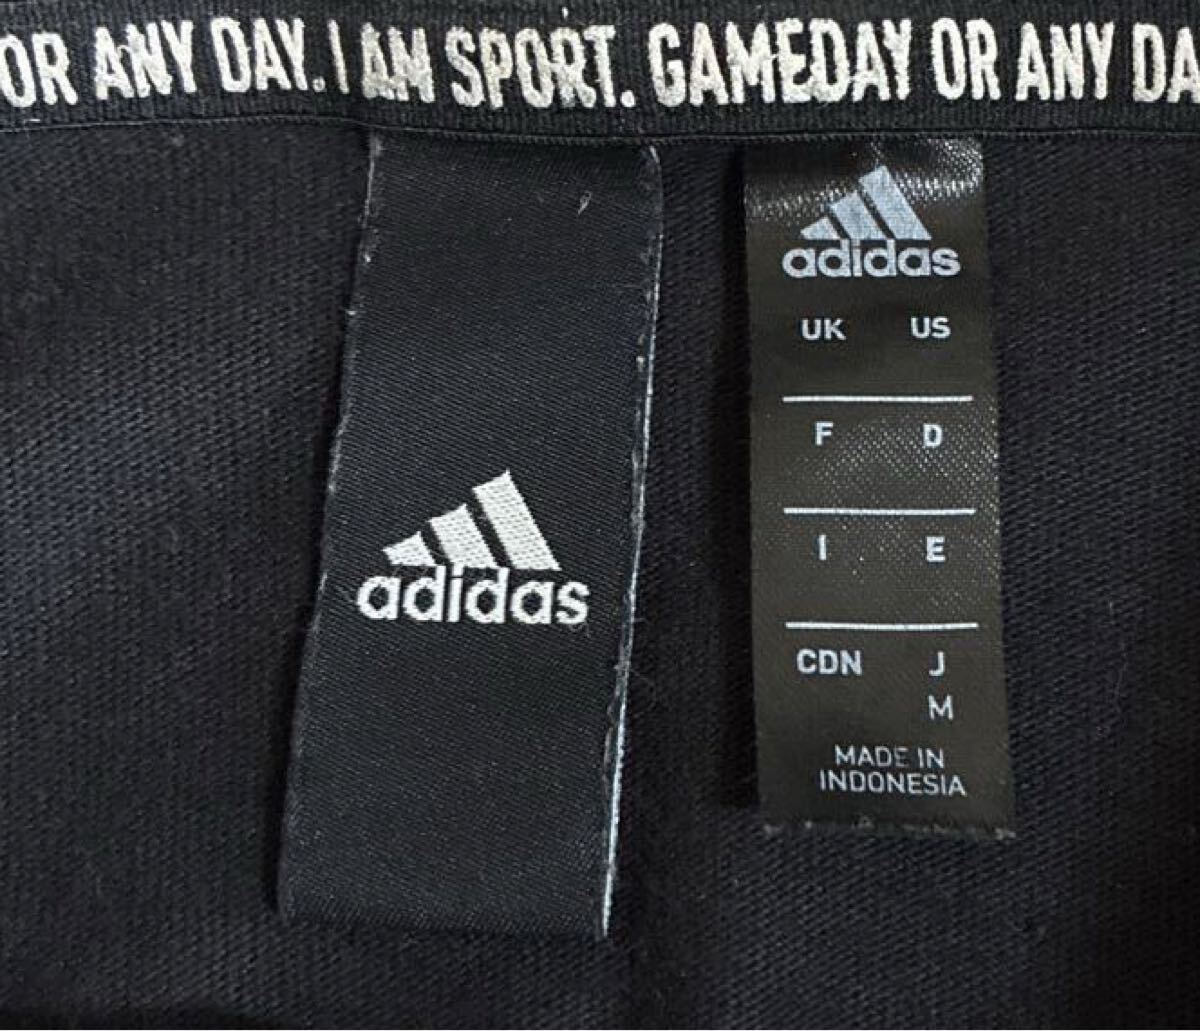 OR ANY DAY. I AM SPORT. GAMEDAY OR ANY DA
adidas
adidas
UK US
F D
I E
CDN J
M
MADE IN
INDONESIA